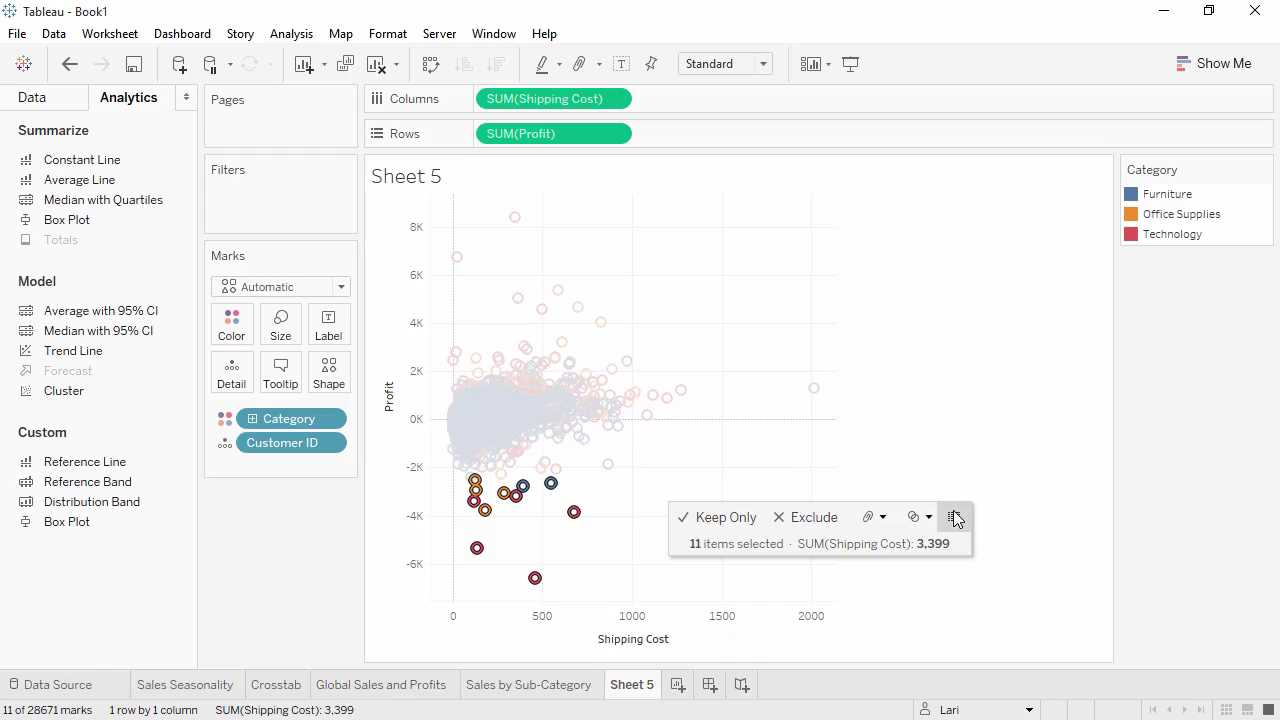 Tableau - Book1
File Data Worksheet Dashboard Story Analysis Map Format Server Window Help
Standard
Show Me
Data Analytics
Summarize
Constant Line
Average Line
Median with Quartiles
Box Plot
Totals
Model
Average with 95% CI
Median with 95% CI
Trend Line
Forecast
Cluster
Custom
Reference Line
Reference Band
Distribution Band
Box Plot
Pages
Filters
Marks
Automatic
Color Size Label
Detail Tooltip Shape
Category
Customer ID
Columns SUM(Shipping Cost)
Rows SUM(Profit)
Sheet 5
8K
6K
4K
2K
0K
-2K
-4K
-6K
Profit
0 500 1000 1500 2000
Shipping Cost
Keep Only Exclude
11 items selected · SUM(Shipping Cost): 3,399
Category
Furniture
Office Supplies
Technology
Data Source Sales Seasonality Crosstab Global Sales and Profits Sales by Sub-Category Sheet 5
11 of 28671 marks 1 row by 1 column SUM(Shipping Cost): 3,399 Lari